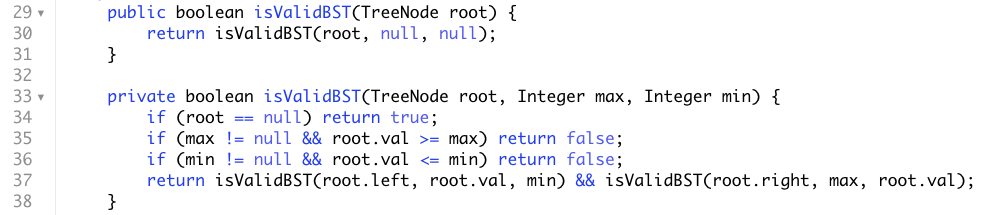 29 public boolean isValidBST(TreeNode root) {
30 return isValidBST(root, null, null);
31 }
32
33 private boolean isValidBST(TreeNode root, Integer max, Integer min) {
34 if (root == null) return true;
35 if (max != null && root.val >= max) return false;
36 if (min != null && root.val <= min) return false;
37 return isValidBST(root.left, root.val, min) && isValidBST(root.right, max, root.val);
38 }